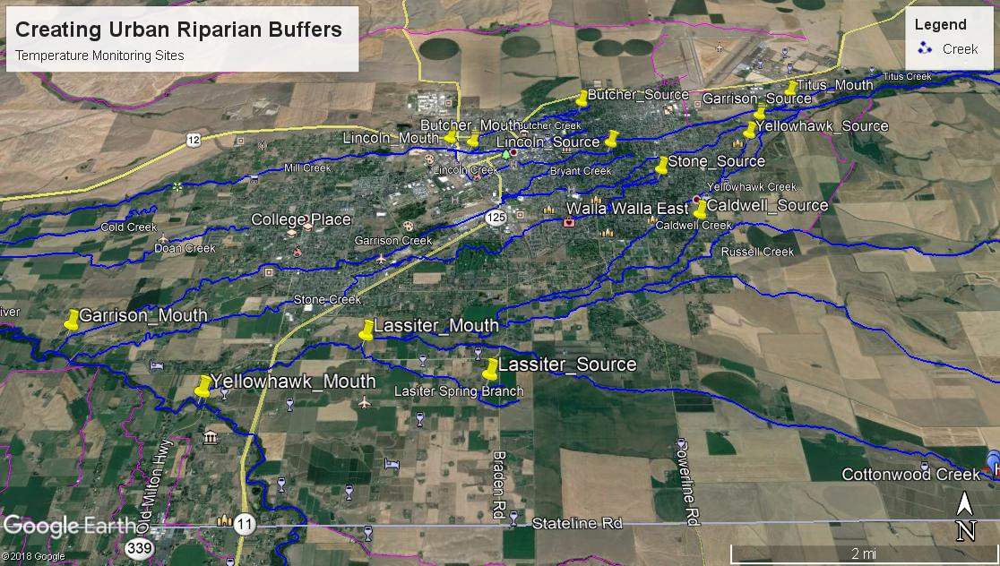 Creating Urban Riparian Buffers
Temperature Monitoring Sites
Legend
Creek
Titus Creek
Titus_Mouth
Butcher_Source
Garrison_Source
Butcher_Mouth
Butcher Creek
Yellowhawk_Source
Lincoln_Mouth
Lincoln_Source
12
Stone_Source
Mill Creek
Lincoln Creek
Bryant Creek
Yellowhawk Creek
Walla Walla East
Caldwell_Source
College Place
125
Cold Creek
Caldwell Creek
Garrison Creek
Doan Creek
Russell Creek
Stone Creek
iver
Garrison_Mouth
Lassiter_Mouth
Lassiter_Source
Yellowhawk_Mouth
Lasiter Spring Branch
Old Milton Hwy
Braden Rd
Powerline Rd
Cottonwood Creek
H
Google Earth
11
Stateline Rd
N
339
2 mi
©2018 Google